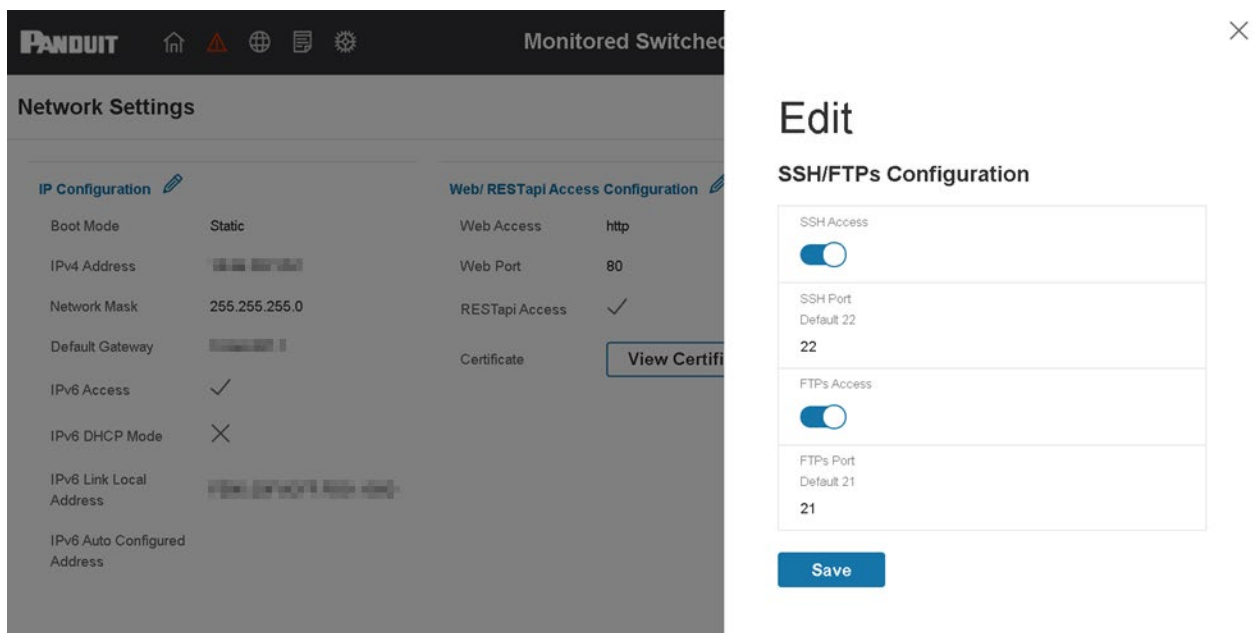 PANDUIT
Monitored Switched
Network Settings
IP Configuration
Boot Mode Static
IPv4 Address
Network Mask 255.255.255.0
Default Gateway
IPv6 Access
IPv6 DHCP Mode
IPv6 Link Local
Address
IPv6 Auto Configured
Address
Web/ RESTapi Access Configuration
Web Access http
Web Port 80
RESTapi Access
Certificate View Certifi
Edit
SSH/FTPs Configuration
SSH Access
SSH Port
Default 22
22
FTPs Access
FTPs Port
Default 21
21
Save